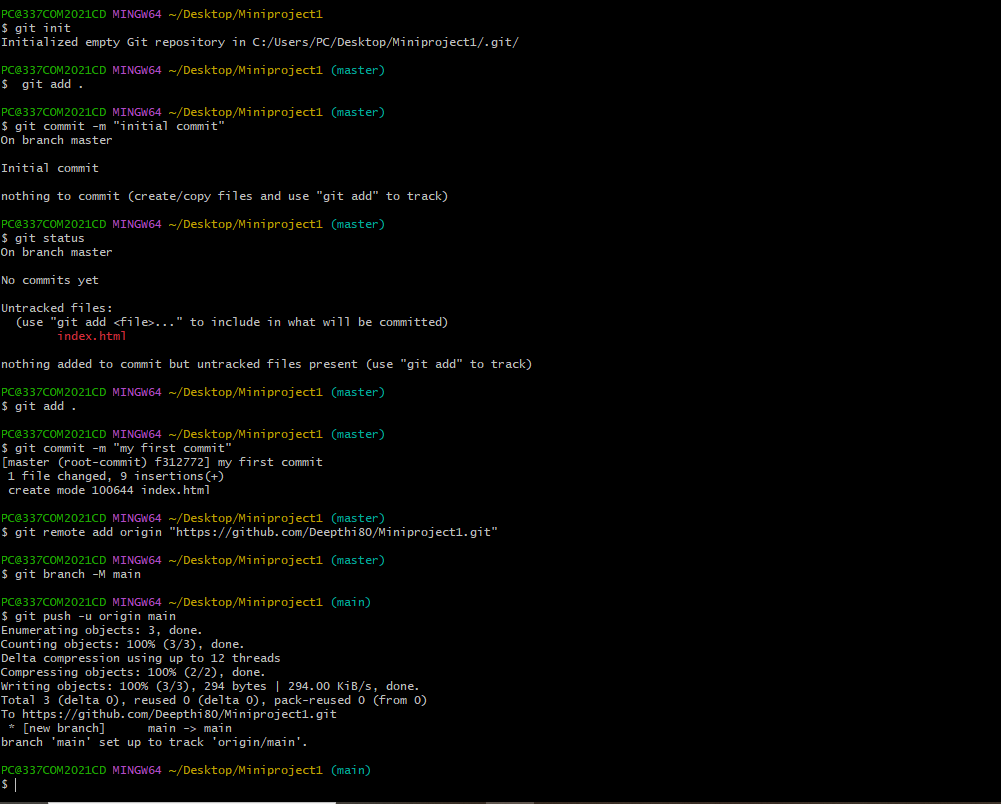 PC@337COM2021CD MINGW64 ~/Desktop/Miniproject1
$ git init
Initialized empty Git repository in C:/Users/PC/Desktop/Miniproject1/.git/
PC@337COM2021CD MINGW64 ~/Desktop/Miniproject1 (master)
$  git add .
PC@337COM2021CD MINGW64 ~/Desktop/Miniproject1 (master)
$ git commit -m "initial commit"
On branch master
Initial commit
nothing to commit (create/copy files and use "git add" to track)
PC@337COM2021CD MINGW64 ~/Desktop/Miniproject1 (master)
$ git status
On branch master
No commits yet
Untracked files:
  (use "git add <file>..." to include in what will be committed)
        index.html
nothing added to commit but untracked files present (use "git add" to track)
PC@337COM2021CD MINGW64 ~/Desktop/Miniproject1 (master)
$ git add .
PC@337COM2021CD MINGW64 ~/Desktop/Miniproject1 (master)
$ git commit -m "my first commit"
[master (root-commit) f312772] my first commit
 1 file changed, 9 insertions(+)
 create mode 100644 index.html
PC@337COM2021CD MINGW64 ~/Desktop/Miniproject1 (master)
$ git remote add origin "https://github.com/Deepthi80/Miniproject1.git"
PC@337COM2021CD MINGW64 ~/Desktop/Miniproject1 (master)
$ git branch -M main
PC@337COM2021CD MINGW64 ~/Desktop/Miniproject1 (main)
$ git push -u origin main
Enumerating objects: 3, done.
Counting objects: 100% (3/3), done.
Delta compression using up to 12 threads
Compressing objects: 100% (2/2), done.
Writing objects: 100% (3/3), 294 bytes | 294.00 KiB/s, done.
Total 3 (delta 0), reused 0 (delta 0), pack-reused 0 (from 0)
To https://github.com/Deepthi80/Miniproject1.git
 * [new branch]      main -> main
branch 'main' set up to track 'origin/main'.
PC@337COM2021CD MINGW64 ~/Desktop/Miniproject1 (main)
$